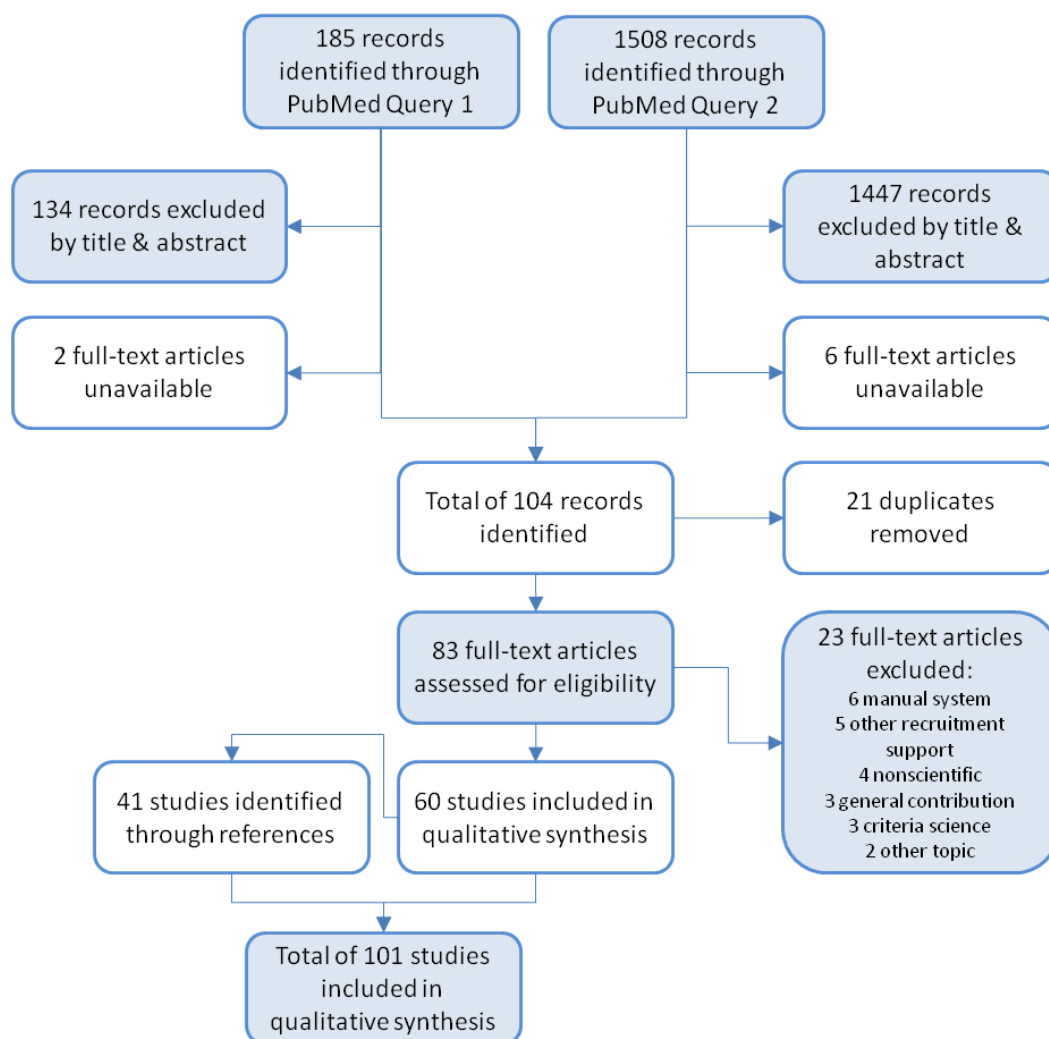 185 records
identified through
PubMed Query 1
1508 records
identified through
PubMed Query 2
134 records excluded
by title & abstract
1447 records
excluded by title &
abstract
2 full-text articles
unavailable
6 full-text articles
unavailable
Total of 104 records
identified
21 duplicates
removed
83 full-text articles
assessed for eligibility
23 full-text articles
excluded:
6 manual system
5 other recruitment
support
4 nonscientific
3 general contribution
3 criteria science
2 other topic
41 studies identified
through references
60 studies included in
qualitative synthesis
Total of 101 studies
included in
qualitative synthesis